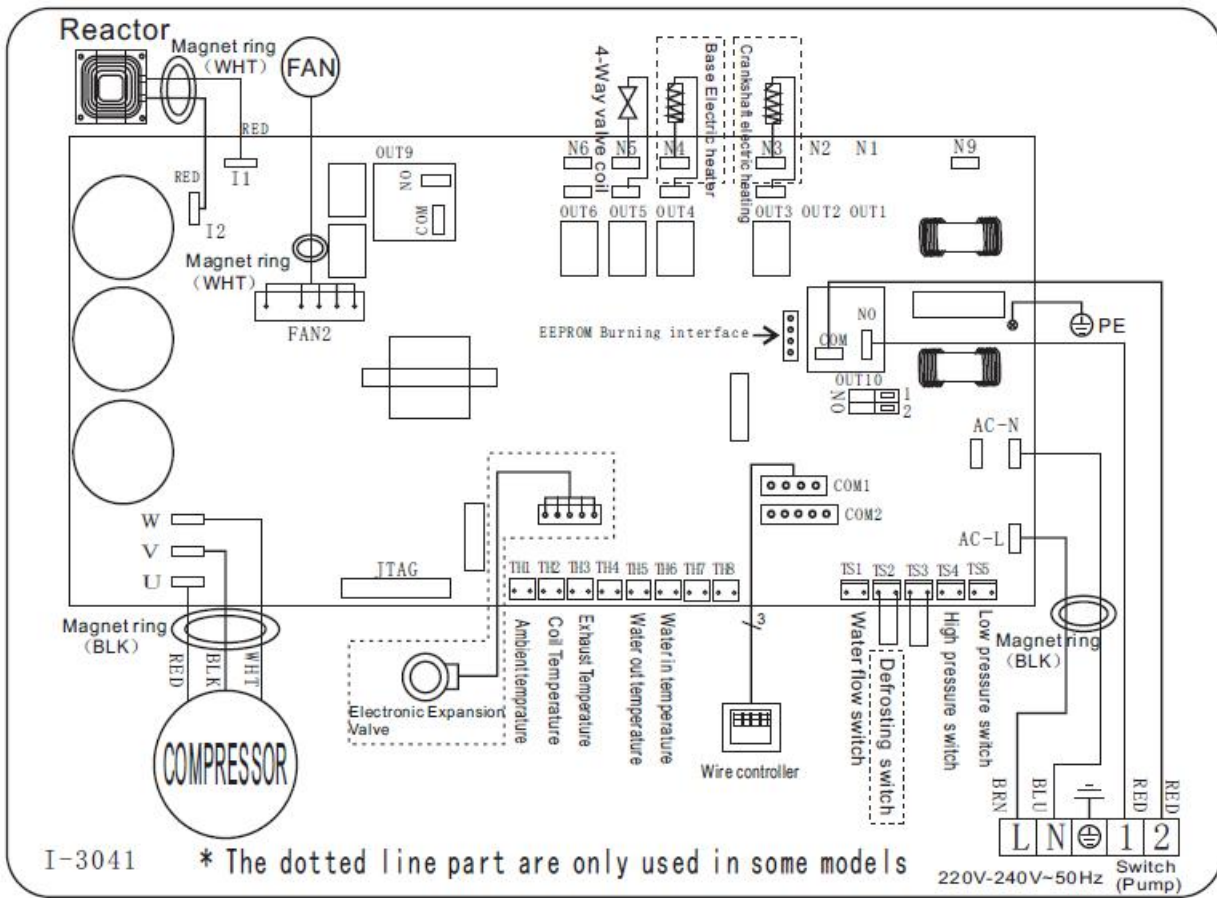 Reactor
Magnet ring
（WHT）
FAN
4-Way valve coil
Base Electric heater
Crankshaft electric heating
RED
RED
I1
I2
OUT9
NO
COM
N6
N5
N4
N3
N2
N1
N9
OUT6
OUT5
OUT4
OUT3
OUT2
OUT1
Magnet ring
（WHT）
FAN2
EEPROM Burning interface
COM
NO
PE
OUT10
ON
1
2
AC-N
COM1
COM2
AC-L
W
V
U
JTAG
TH1
TH2
TH3
TH4
TH5
TH6
TH7
TH8
TS1
TS2
TS3
TS4
TS5
Magnet ring
（BLK）
RED
BLK
WHT
COMPRESSOR
Electronic Expansion
Valve
Ambienttemprature
Coil Temperature
Exhaust Temperature
Water out temperature
Water in temperature
3
Wire controller
Water flow switch
Defrosting switch
High pressure switch
Low pressure switch
Magnet ring
（BLK）
BRN
BLU
RED
RED
L N 1 2
220V-240V~50Hz
Switch
(Pump)
I-3041
* The dotted line part are only used in some models